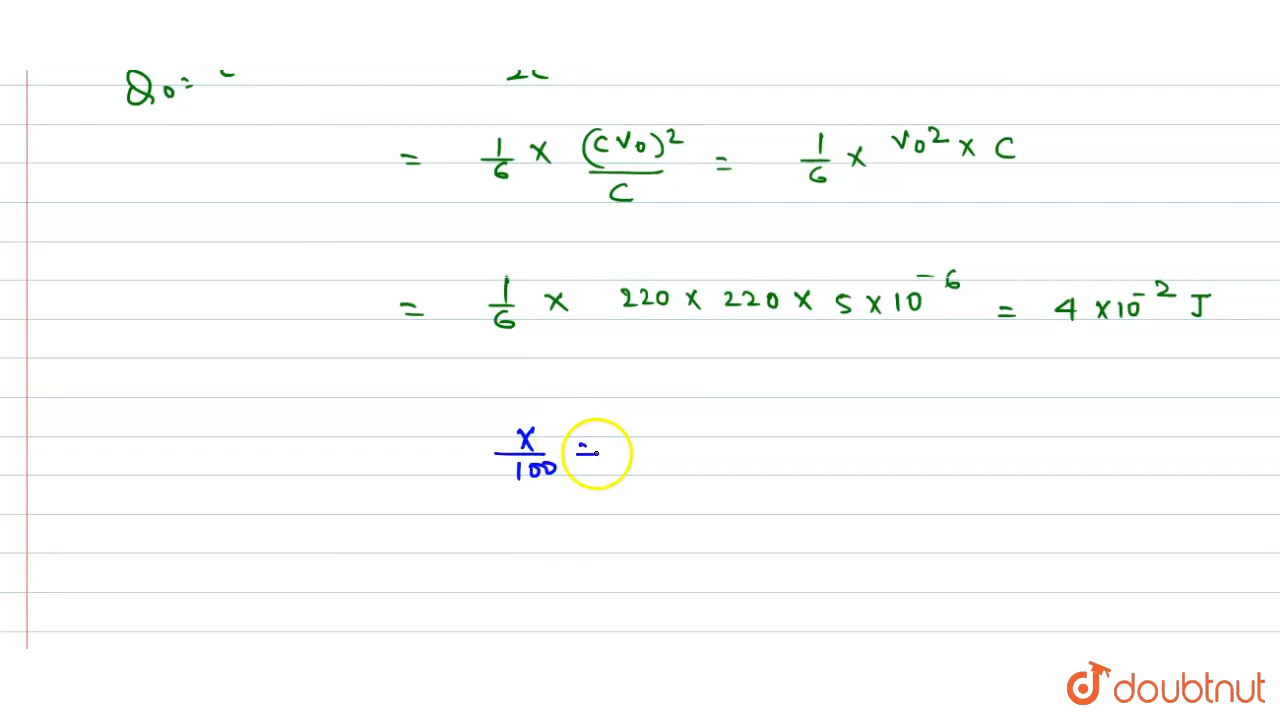 Q₀ =
= 1/6 × (CV₀)²/C = 1/6 × V₀² × C
= 1/6 × 220 × 220 × 5 × 10⁻⁶ = 4 × 10⁻² J
x/100 =
doubtnut